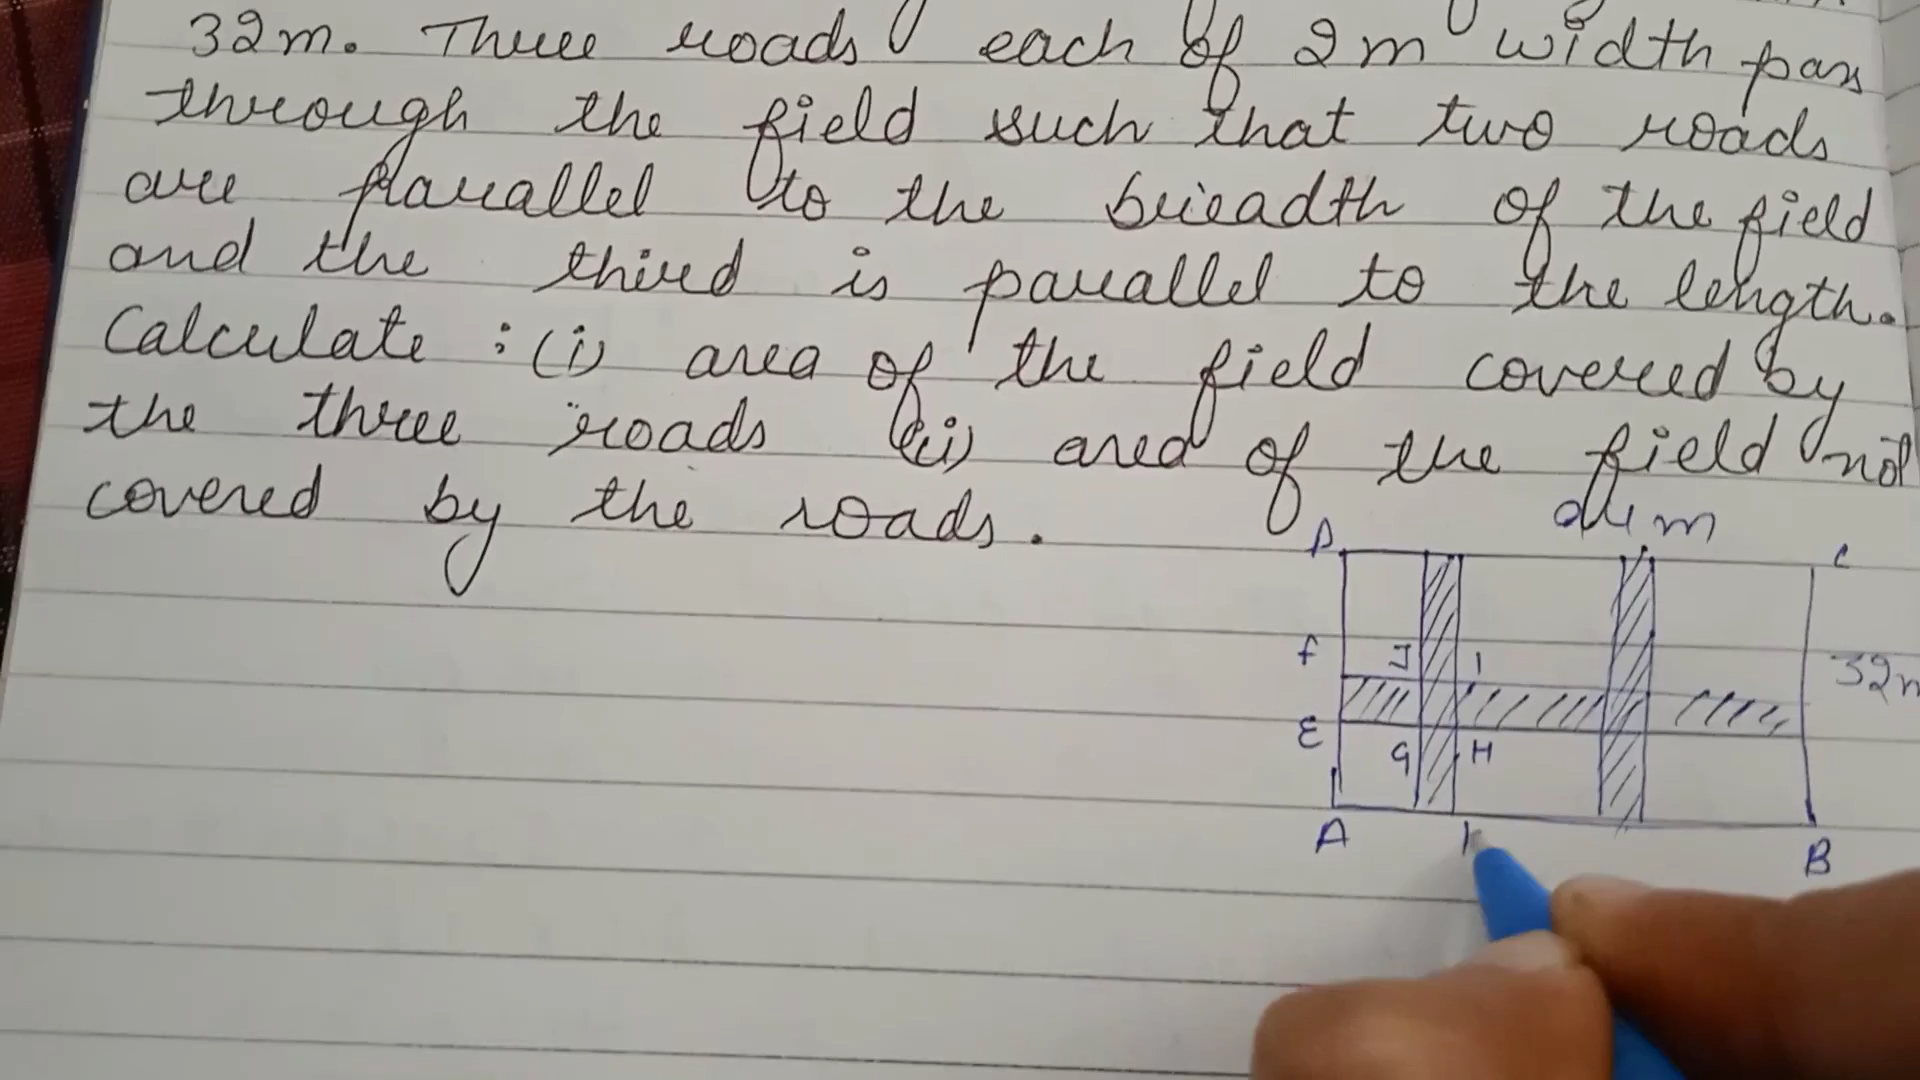 32m. Three roads each of 2m width pass
through the field such that two roads
are parallel to the breadth of the field
and the third is parallel to the length.
Calculate : (i) area of the field covered by
the three roads (ii) area of the field not
covered by the roads.
m
D C
F J I 32m
E G H
A B